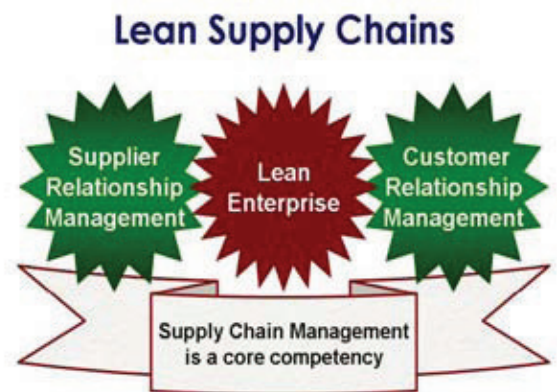 Lean Supply Chains
Supplier
Relationship
Management
Lean
Enterprise
Customer
Relationship
Management
Supply Chain Management
is a core competency